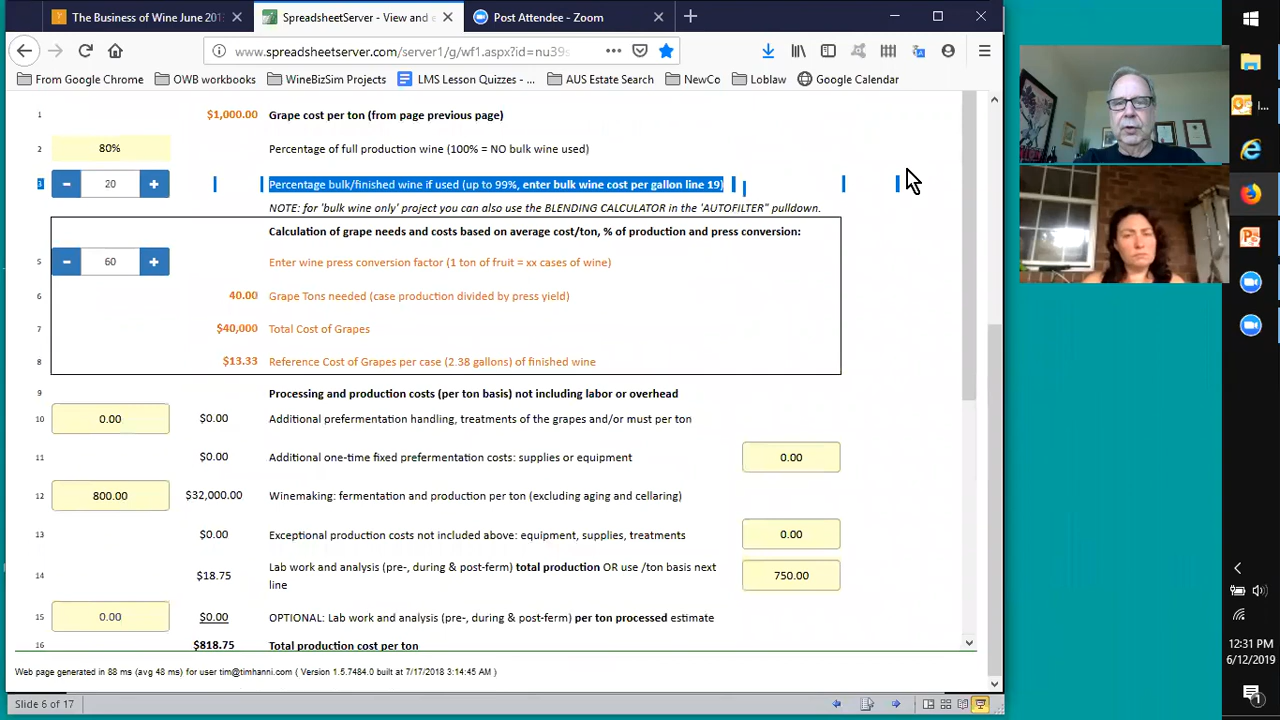 The Business of Wine June 201
SpreadsheetServer - View and e
Post Attendee - Zoom
www.spreadsheetserver.com/server1/g/wf1.aspx?id=nu39s
From Google Chrome
OWB workbooks
WineBizSim Projects
LMS Lesson Quizzes - ...
AUS Estate Search
NewCo
Loblaw
Google Calendar
1 $1,000.00 Grape cost per ton (from page previous page)
2 80% Percentage of full production wine (100% = NO bulk wine used)
3 - 20 + Percentage bulk/finished wine if used (up to 99%, enter bulk wine cost per gallon line 19)
NOTE: for 'bulk wine only' project you can also use the BLENDING CALCULATOR in the 'AUTOFILTER" pulldown.
Calculation of grape needs and costs based on average cost/ton, % of production and press conversion:
5 - 60 + Enter wine press conversion factor (1 ton of fruit = xx cases of wine)
6 40.00 Grape Tons needed (case production divided by press yield)
7 $40,000 Total Cost of Grapes
8 $13.33 Reference Cost of Grapes per case (2.38 gallons) of finished wine
9 Processing and production costs (per ton basis) not including labor or overhead
10 0.00 $0.00 Additional prefermentation handling, treatments of the grapes and/or must per ton
11 $0.00 Additional one-time fixed prefermentation costs: supplies or equipment 0.00
12 800.00 $32,000.00 Winemaking: fermentation and production per ton (excluding aging and cellaring)
13 $0.00 Exceptional production costs not included above: equipment, supplies, treatments 0.00
14 $18.75 Lab work and analysis (pre-, during & post-ferm) total production OR use /ton basis next 750.00
line
15 0.00 $0.00 OPTIONAL: Lab work and analysis (pre-, during & post-ferm) per ton processed estimate
16 $818.75 Total production cost per ton
Web page generated in 88 ms (avg 48 ms) for user tim@timhanni.com ( Version 1.5.7484.0 built at 7/17/2018 3:14:45 AM )
Slide 6 of 17
12:31 PM
6/12/2019